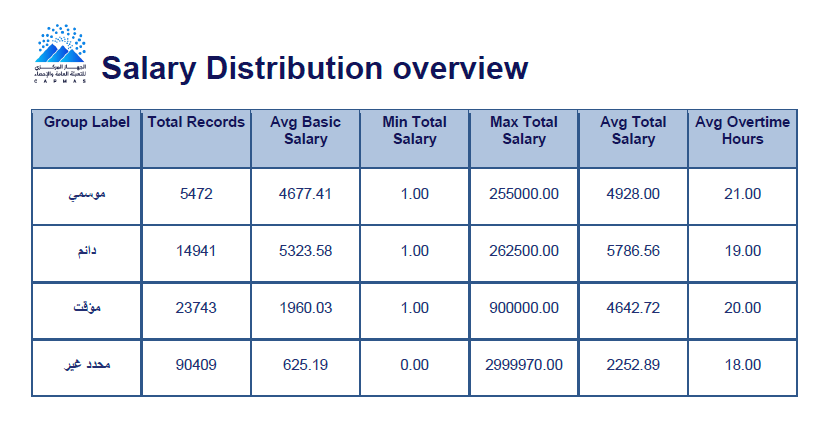 الجهاز المركزي
للتعبئة العامة والإحصاء
CAPMAS
Salary Distribution overview
Group Label Total Records Avg Basic Salary Min Total Salary Max Total Salary Avg Total Salary Avg Overtime Hours
موسمي 5472 4677.41 1.00 255000.00 4928.00 21.00
دائم 14941 5323.58 1.00 262500.00 5786.56 19.00
مؤقت 23743 1960.03 1.00 900000.00 4642.72 20.00
محدد غير 90409 625.19 0.00 2999970.00 2252.89 18.00